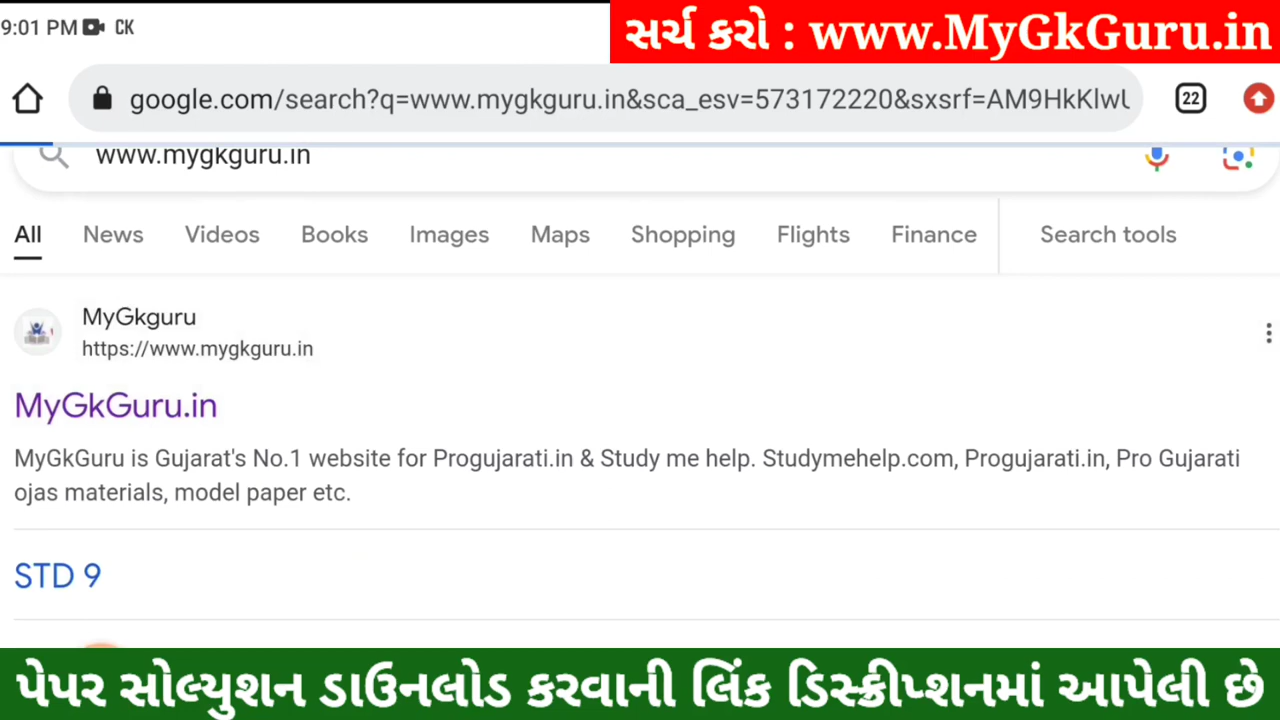 9:01 PM CK
સર્ચ કરો : www.MyGkGuru.in
google.com/search?q=www.mygkguru.in&sca_esv=573172220&sxsrf=AM9HkKlwU
22
www.mygkguru.in
All News Videos Books Images Maps Shopping Flights Finance Search tools
MyGkguru
https://www.mygkguru.in
MyGkGuru.in
MyGkGuru is Gujarat's No.1 website for Progujarati.in & Study me help. Studymehelp.com, Progujarati.in, Pro Gujarati
ojas materials, model paper etc.
STD 9
પેપર સોલ્યુશન ડાઉનલોડ કરવાની લિંક ડિસ્ક્રીપ્શનમાં આપેલી છે